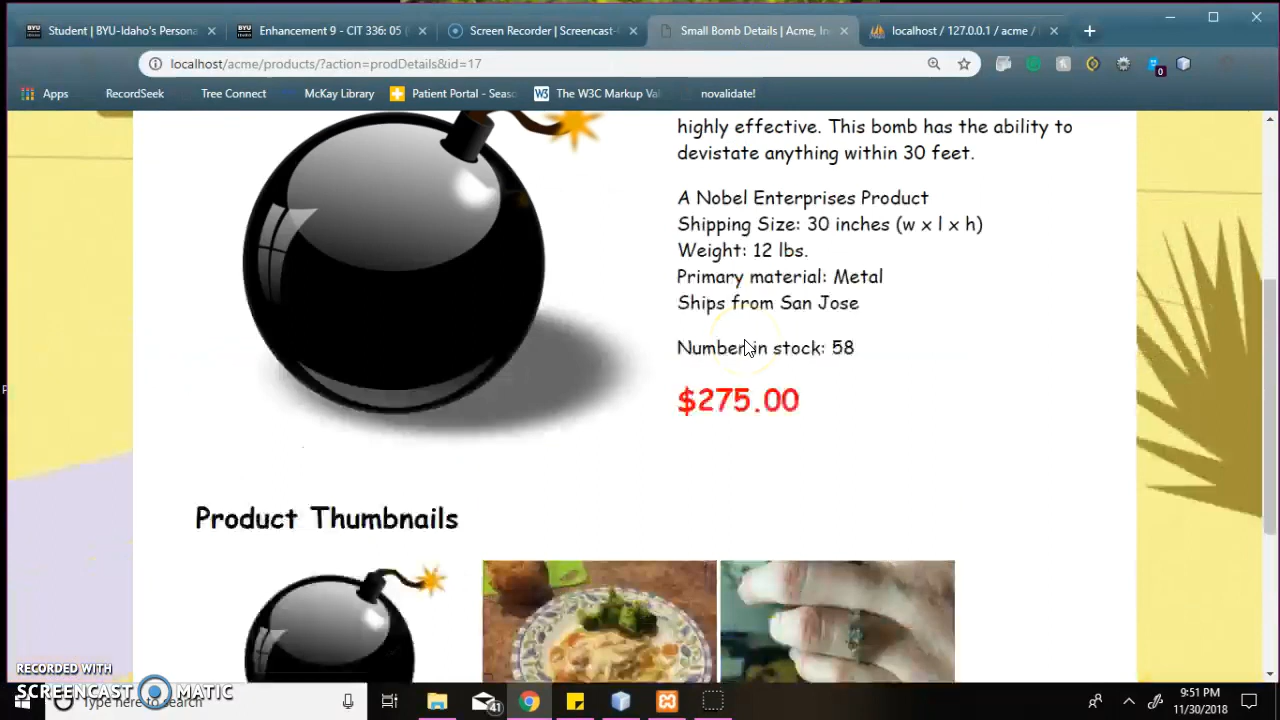 Student | BYU-Idaho's Persona
Enhancement 9 - CIT 336: 05 (
Screen Recorder | Screencast-
Small Bomb Details | Acme, In
localhost / 127.0.0.1 / acme /
localhost/acme/products/?action=prodDetails&id=17
0
Apps
RecordSeek
Tree Connect
McKay Library
Patient Portal - Seas
The W3C Markup Val
novalidate!
highly effective. This bomb has the ability to
devistate anything within 30 feet.
A Nobel Enterprises Product
Shipping Size: 30 inches (w x l x h)
Weight: 12 lbs.
Primary material: Metal
Ships from San Jose
Number in stock: 58
$275.00
Product Thumbnails
RECORDED WITH
SCREENCAST MATIC
Type here to search
41
9:51 PM
11/30/2018